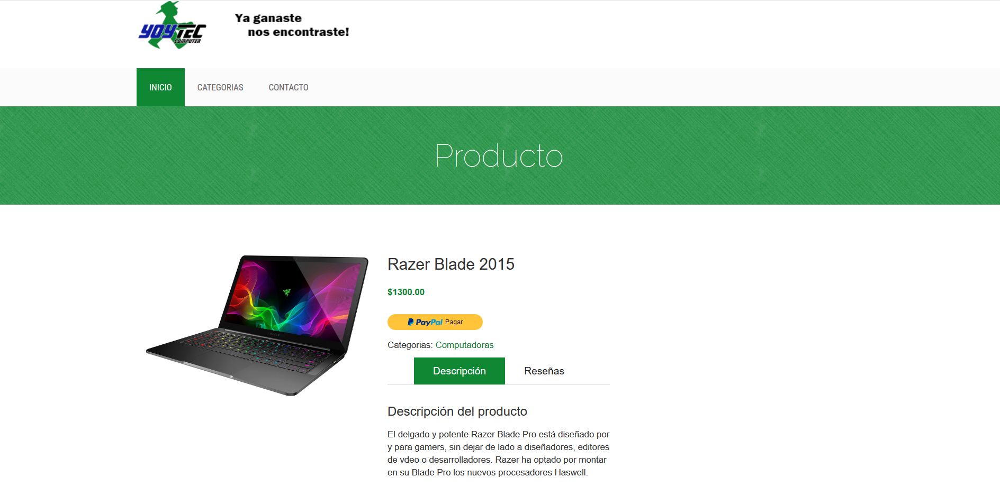 YOYTEC
COMPUTER
Ya ganaste
nos encontraste!
INICIO
CATEGORIAS
CONTACTO
Producto
Razer Blade 2015
$1300.00
PayPal Pagar
Categorias: Computadoras
Descripción
Reseñas
Descripción del producto
El delgado y potente Razer Blade Pro está diseñado por
y para gamers, sin dejar de lado a diseñadores, editores
de vdeo o desarrolladores. Razer ha optado por montar
en su Blade Pro los nuevos procesadores Haswell.